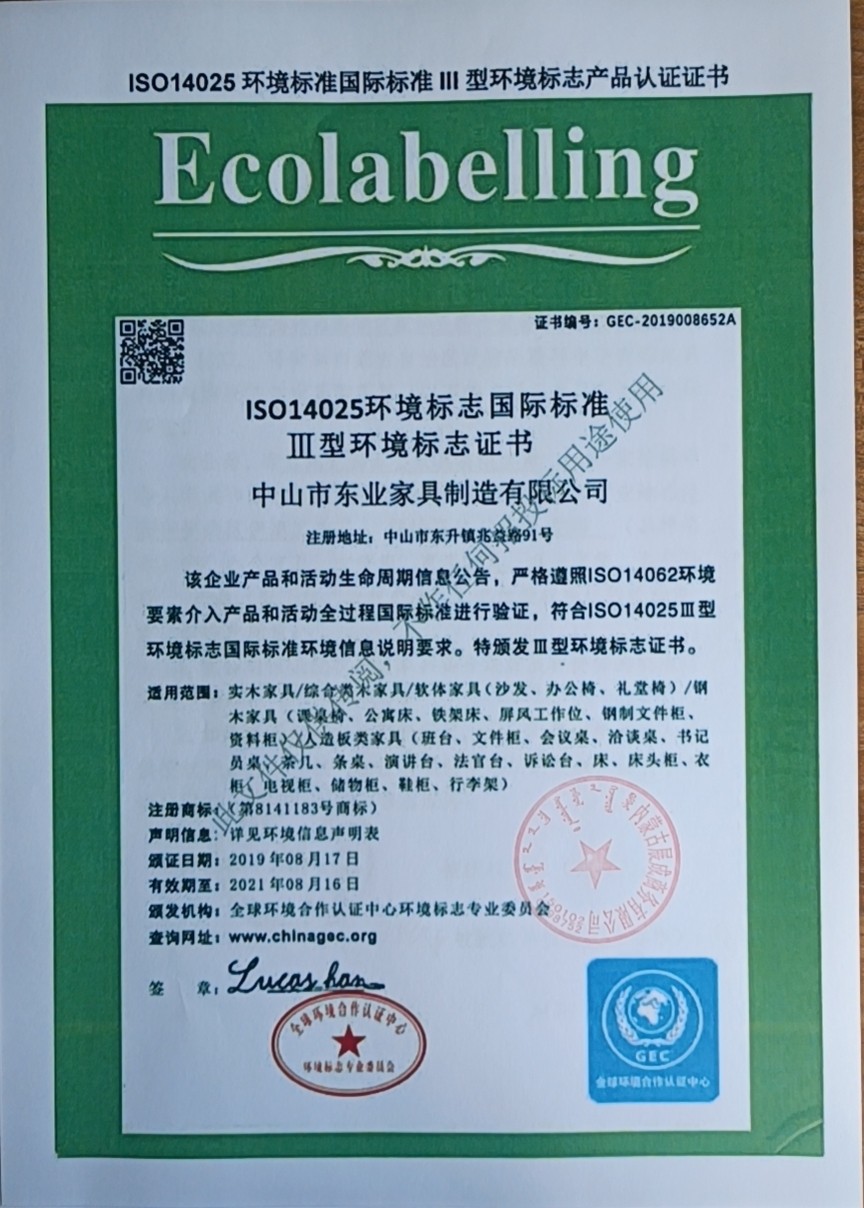 ISO14025 环境标准国际标准 III 型环境标志产品认证证书
Ecolabelling
证书编号：GEC-2019008652A
ISO14025环境标志国际标准
Ⅲ型环境标志证书
中山市东业家具制造有限公司
注册地址：中山市东升镇兆益路91号
该企业产品和活动生命周期信息公告，严格遵照ISO14062环境
要素介入产品和活动全过程国际标准进行验证，符合ISO14025Ⅲ型
环境标志国际标准环境信息说明要求。特颁发Ⅲ型环境标志证书。
适用范围：实木家具/综合类木家具/软体家具（沙发、办公椅、礼堂椅）/钢
木家具（课桌椅、公寓床、铁架床、屏风工作位、钢制文件柜、
资料柜）/人造板类家具（班台、文件柜、会议桌、洽谈桌、书记
员桌、茶几、条桌、演讲台、法官台、诉讼台、床、床头柜、衣
柜、电视柜、储物柜、鞋柜、行李架）
注册商标：（第8141183号商标）
声明信息：详见环境信息声明表
颁证日期：2019年08月17日
有效期至：2021年08月16日
颁发机构：全球环境合作认证中心环境标志专业委员会
查询网址：www.chinagec.org
签 章：Lucas han
全球环境合作认证中心
环境标志专业委员会
GEC
全球环境合作认证中心
此文件仅供传阅，不作任何招投标用途使用